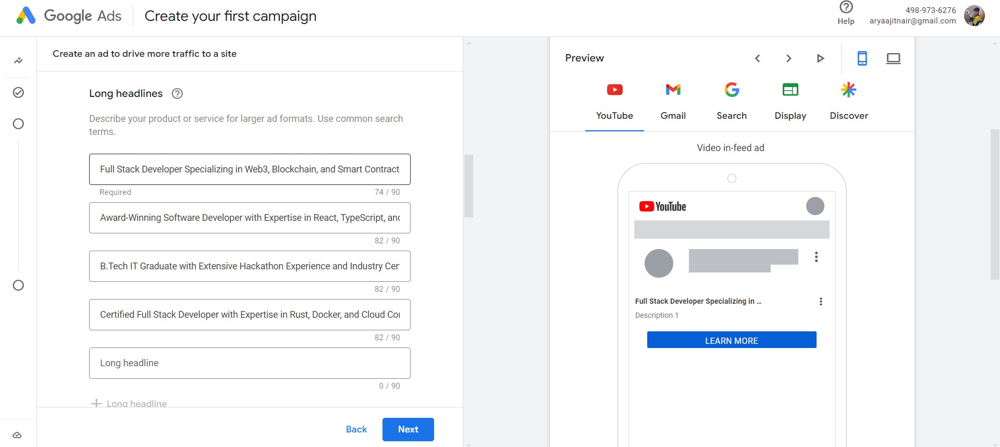 Google Ads
Create your first campaign
Help
498-973-6276
aryaajitnair@gmail.com
Create an ad to drive more traffic to a site
Long headlines
Describe your product or service for larger ad formats. Use common search
terms.
Full Stack Developer Specializing in Web3, Blockchain, and Smart Contract
Required
74 / 90
Award-Winning Software Developer with Expertise in React, TypeScript, and
82 / 90
B.Tech IT Graduate with Extensive Hackathon Experience and Industry Cer
82 / 90
Certified Full Stack Developer with Expertise in Rust, Docker, and Cloud Co
82 / 90
Long headline
0 / 90
Long headline
Back
Next
Preview
YouTube
Gmail
Search
Display
Discover
Video in-feed ad
YouTube
Full Stack Developer Specializing in ...
Description 1
LEARN MORE